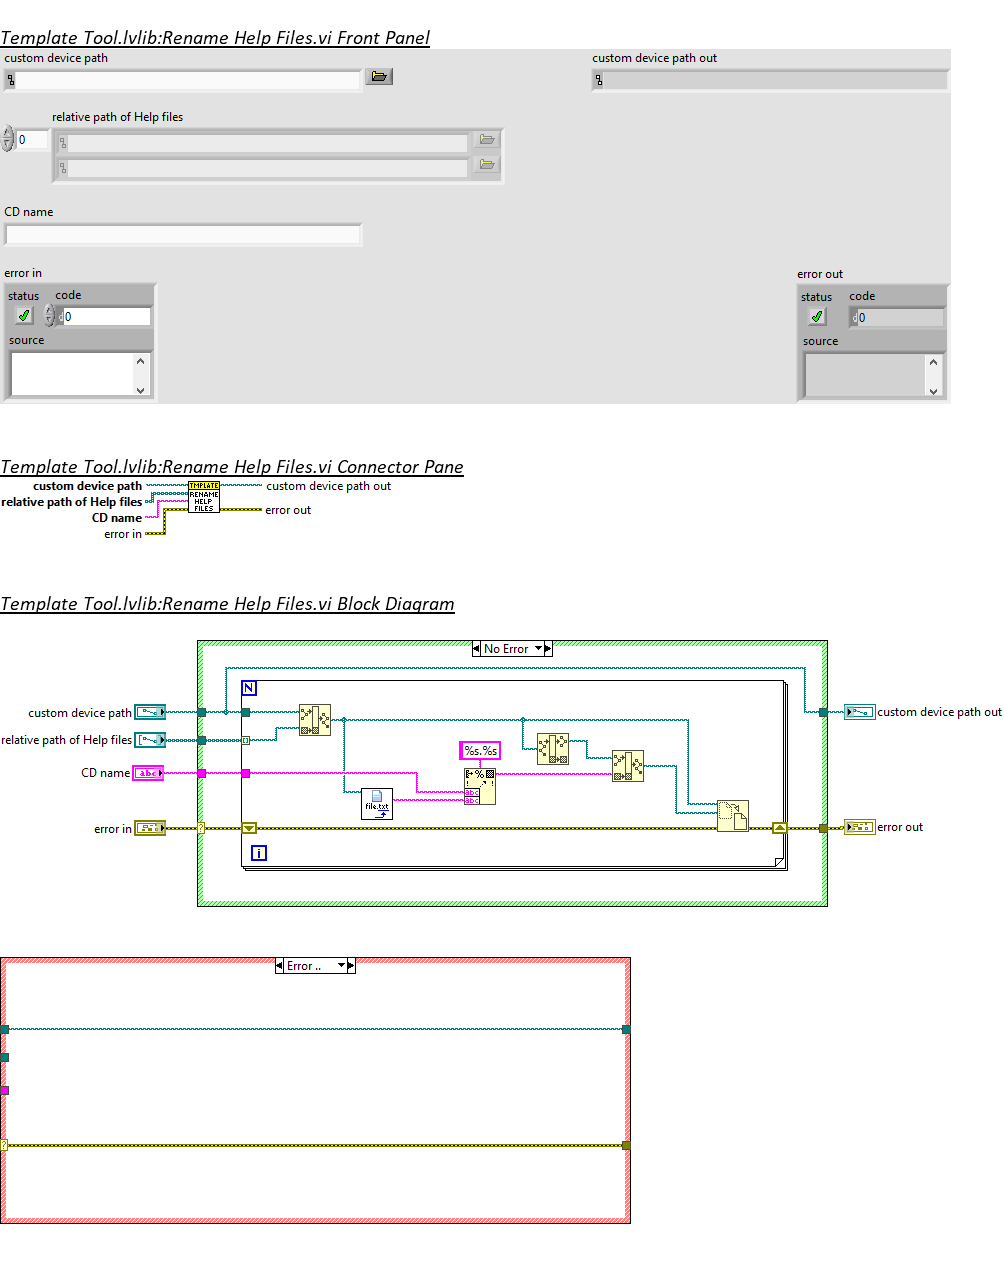 Template Tool.lvlib:Rename Help Files.vi Front Panel
custom device path
custom device path out
relative path of Help files
0
CD name
error in
status
code
0
source
error out
status
code
0
source
Template Tool.lvlib:Rename Help Files.vi Connector Pane
custom device path
relative path of Help files
CD name
error in
TMPLATE
RENAME
HELP
FILES
custom device path out
error out
Template Tool.lvlib:Rename Help Files.vi Block Diagram
No Error
N
custom device path
relative path of Help files
CD name
abc
error in
%s.%s
%
abc
abc
file.txt
i
?
custom device path out
error out
Error ..
?